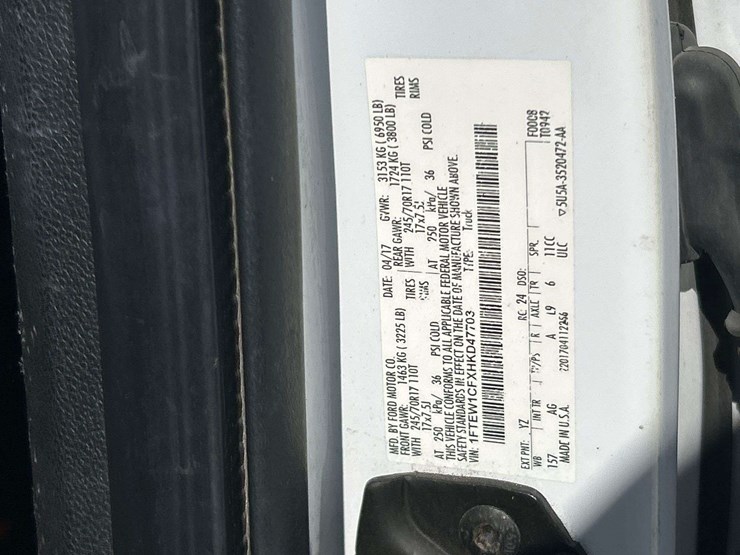 MFD. BY FORD MOTOR CO. DATE: 04/17 GVWR: 3153 KG ( 6950 LB)
FRONT GAWR: 1463 KG ( 3225 LB) REAR GAWR: 1724 KG ( 3800 LB)
WITH 245/70R17 110T TIRES WITH 245/70R17 110T TIRES
17x7.5J RIMS 17x7.5J RIMS
AT 250 kPa/ 36 PSI COLD AT 250 kPa/ 36 PSI COLD
THIS VEHICLE CONFORMS TO ALL APPLICABLE FEDERAL MOTOR VEHICLE
SAFETY STANDARDS IN EFFECT ON THE DATE OF MANUFACTURE SHOWN ABOVE.
VIN: 1FTEW1CFXHKD47703 TYPE: Truck
EXT PNT: YZ RC: 24 DSO: F00C8
WB INT TR TP/PS R AXLE TR SPR T0942
157 AG A L9 6 11CC
MADE IN U.S.A. ULC ▽5U5A-3520472-AA